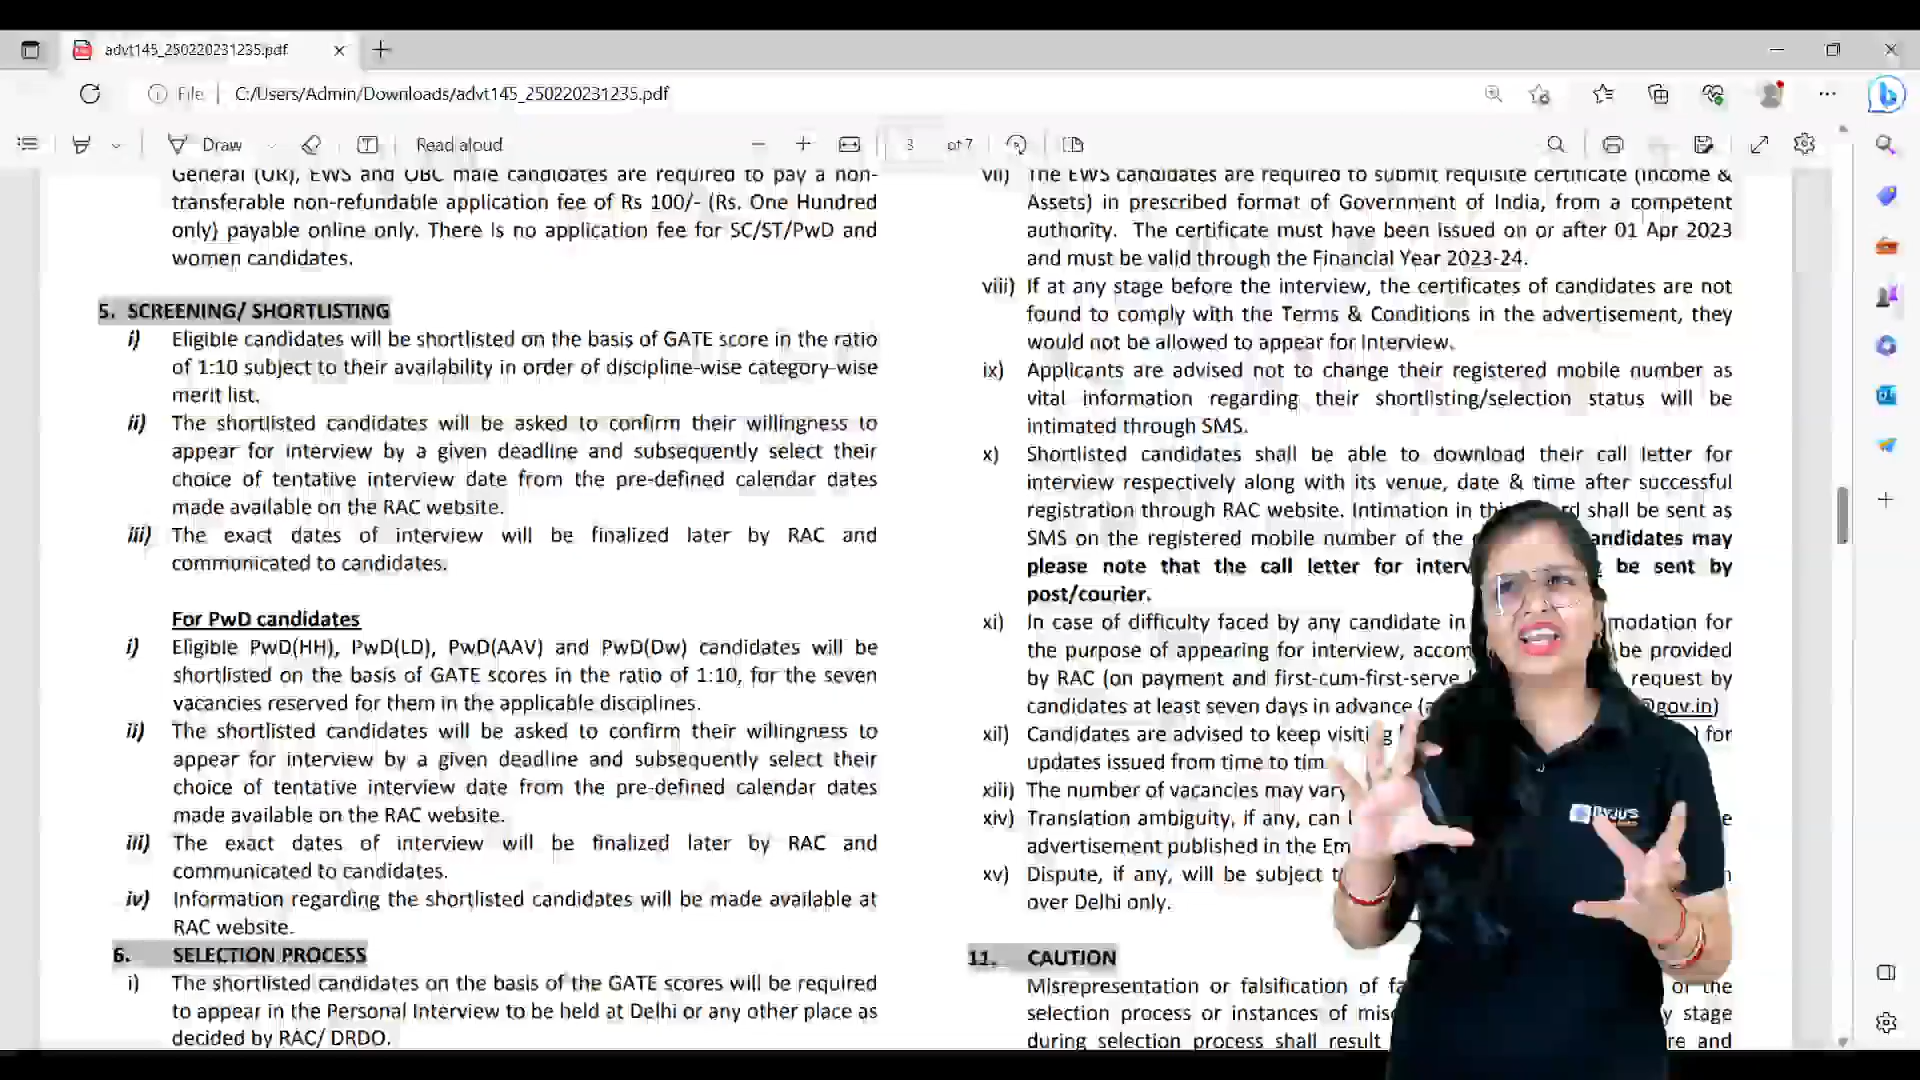 advt145_250220231235.pdf
File
C:/Users/Admin/Downloads/advt145_250220231235.pdf
Draw
Read aloud
3
of 7
General (UR), EWS and OBC male candidates are required to pay a non-
transferable non-refundable application fee of Rs 100/- (Rs. One Hundred
only) payable online only. There is no application fee for SC/ST/PwD and
women candidates.
5. SCREENING/ SHORTLISTING
i) Eligible candidates will be shortlisted on the basis of GATE score in the ratio
of 1:10 subject to their availability in order of discipline-wise category-wise
merit list.
ii) The shortlisted candidates will be asked to confirm their willingness to
appear for interview by a given deadline and subsequently select their
choice of tentative interview date from the pre-defined calendar dates
made available on the RAC website.
iii) The exact dates of interview will be finalized later by RAC and
communicated to candidates.
For PwD candidates
i) Eligible PwD(HH), PwD(LD), PwD(AAV) and PwD(Dw) candidates will be
shortlisted on the basis of GATE scores in the ratio of 1:10, for the seven
vacancies reserved for them in the applicable disciplines.
ii) The shortlisted candidates will be asked to confirm their willingness to
appear for interview by a given deadline and subsequently select their
choice of tentative interview date from the pre-defined calendar dates
made available on the RAC website.
iii) The exact dates of interview will be finalized later by RAC and
communicated to candidates.
iv) Information regarding the shortlisted candidates will be made available at
RAC website.
6. SELECTION PROCESS
i) The shortlisted candidates on the basis of the GATE scores will be required
to appear in the Personal Interview to be held at Delhi or any other place as
decided by RAC/ DRDO.
vii) The EWS candidates are required to submit requisite certificate (Income &
Assets) in prescribed format of Government of India, from a competent
authority. The certificate must have been issued on or after 01 Apr 2023
and must be valid through the Financial Year 2023-24.
viii) If at any stage before the interview, the certificates of candidates are not
found to comply with the Terms & Conditions in the advertisement, they
would not be allowed to appear for Interview.
ix) Applicants are advised not to change their registered mobile number as
vital information regarding their shortlisting/selection status will be
intimated through SMS.
x) Shortlisted candidates shall be able to download their call letter for
interview respectively along with its venue, date & time after successful
registration through RAC website. Intimation in shall be sent as
SMS on the registered mobile number of the andidates may
please note that the call letter for be sent by
post/courier.
xi) In case of difficulty faced by any candidate in modation for
the purpose of appearing for interview, be provided
by RAC (on payment and first-cum-first-serve request by
candidates at least seven days in advance @gov.in)
xii) Candidates are advised to keep visiting ) for
updates issued from time to
xiii) The number of vacancies may vary
xiv) Translation ambiguity, if any, can
advertisement published in the
xv) Dispute, if any, will be subject
over Delhi only.
11. CAUTION
Misrepresentation or falsification of of the
selection process or instances of stage
during selection process shall result and
BYJU'S